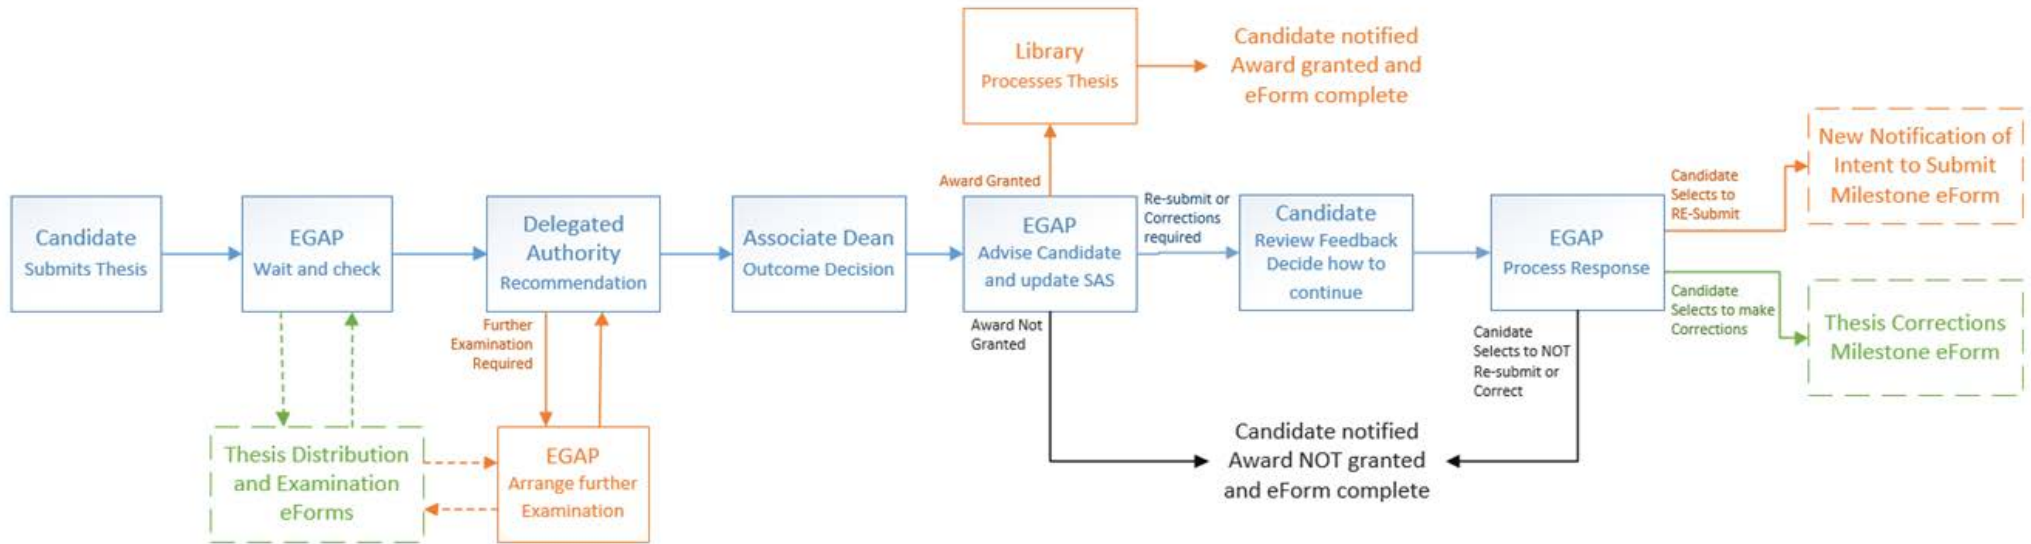 Library
Processes Thesis
Candidate notified
Award granted and
eForm complete
New Notification of
Intent to Submit
Milestone eForm
Candidate
Selects to
RE-Submit
Award Granted
Candidate
Submits Thesis
EGAP
Wait and check
Delegated
Authority
Recommendation
Associate Dean
Outcome Decision
EGAP
Advise Candidate
and update SAS
Re-submit or
Corrections
required
Candidate
Review Feedback
Decide how to
continue
EGAP
Process Response
Candidate
Selects to make
Corrections
Thesis Corrections
Milestone eForm
Further
Examination
Required
Award Not
Granted
Canidate
Selects to NOT
Re-submit or
Correct
Thesis Distribution
and Examination
eForms
EGAP
Arrange further
Examination
Candidate notified
Award NOT granted
and eForm complete